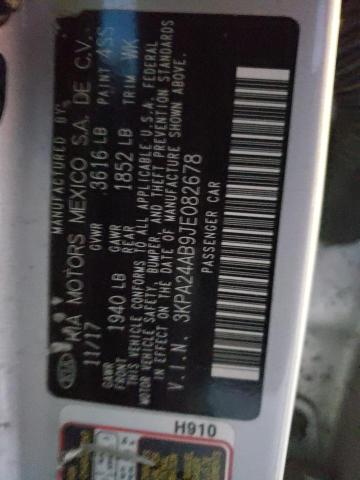 MANUFACTURED BY:
KIA MOTORS MEXICO S.A. DE C.V.
11/17 GVWR 3616 LB PAINT 4SS
GAWR FRONT 1940 LB GAWR REAR 1852 LB TRIM WK
THIS VEHICLE CONFORMS TO ALL APPLICABLE U.S.A. FEDERAL
MOTOR VEHICLE SAFETY, BUMPER, AND THEFT PREVENTION STANDARDS
IN EFFECT ON THE DATE OF MANUFACTURE SHOWN ABOVE.
V.I.N. 3KPA24AB9JE082678
PASSENGER CAR
KIA
H910